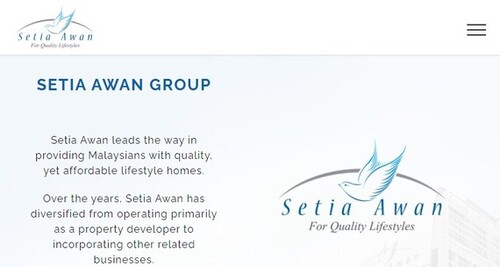 Setia Awan
For Quality Lifestyles
SETIA AWAN GROUP
Setia Awan leads the way in
providing Malaysians with quality,
yet affordable lifestyle homes.
Over the years, Setia Awan has
diversified from operating primarily
as a property developer to
incorporating other related
businesses.
Setia Awan
For Quality Lifestyles